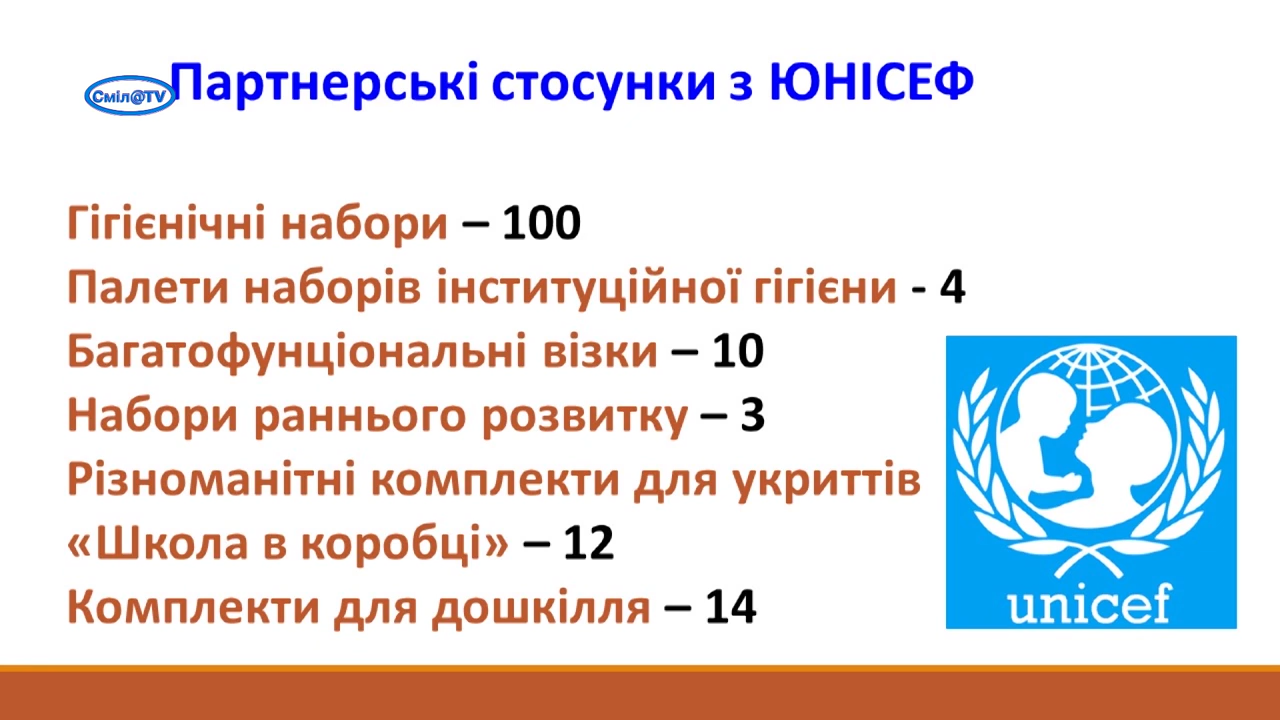 Партнерські стосунки з ЮНІСЕФ
Сміл@TV
Гігієнічні набори – 100
Палети наборів інституційної гігієни - 4
Багатофунціональні візки – 10
Набори раннього розвитку – 3
Різноманітні комплекти для укриттів
«Школа в коробці» – 12
Комплекти для дошкілля – 14
unicef